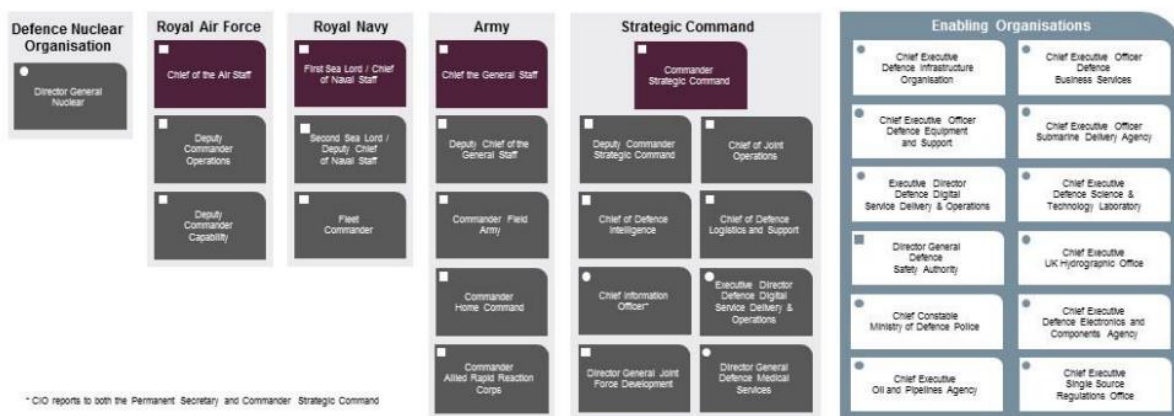 Defence Nuclear
Organisation
Director General
Nuclear
Royal Air Force
Chief of the Air Staff
Deputy
Commander
Operations
Deputy
Commander
Capability
Royal Navy
First Sea Lord / Chief
of Naval Staff
Second Sea Lord /
Deputy Chief
of Naval Staff
Fleet
Commander
Army
Chief the General Staff
Deputy Chief of the
General Staff
Commander Field
Army
Commander
Home Command
Commander
Allied Rapid Reaction
Corps
Strategic Command
Commander
Strategic Command
Deputy Commander
Strategic Command
Chief of Joint
Operations
Chief of Defence
Intelligence
Chief of Defence
Logistics and Support
Chief Information
Officer*
Executive Director
Defence Digital
Service Delivery &
Operations
Director General Joint
Force Development
Director General
Defence Medical
Services
Enabling Organisations
Chief Executive
Defence Infrastructure
Organisation
Chief Executive Officer
Defence
Business Services
Chief Executive Officer
Defence Equipment
and Support
Chief Executive Officer
Submarine Delivery Agency
Executive Director
Defence Digital
Service Delivery & Operations
Chief Executive
Defence Science &
Technology Laboratory
Director General
Defence
Safety Authority
Chief Executive
UK Hydrographic Office
Chief Constable
Ministry of Defence Police
Chief Executive
Defence Electronics and
Components Agency
Chief Executive
Oil and Pipelines Agency
Chief Executive
Single Source
Regulations Office
* CIO reports to both the Permanent Secretary and Commander Strategic Command